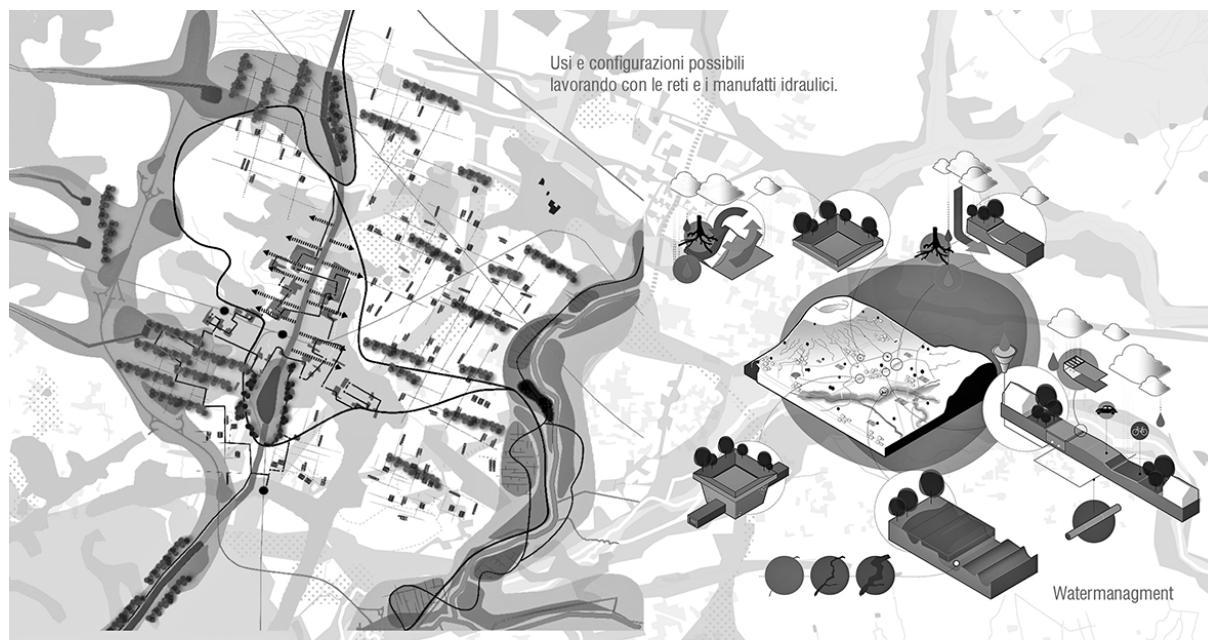 Usi e configurazioni possibili
lavorando con le reti e i manufatti idraulici.
Watermanagment